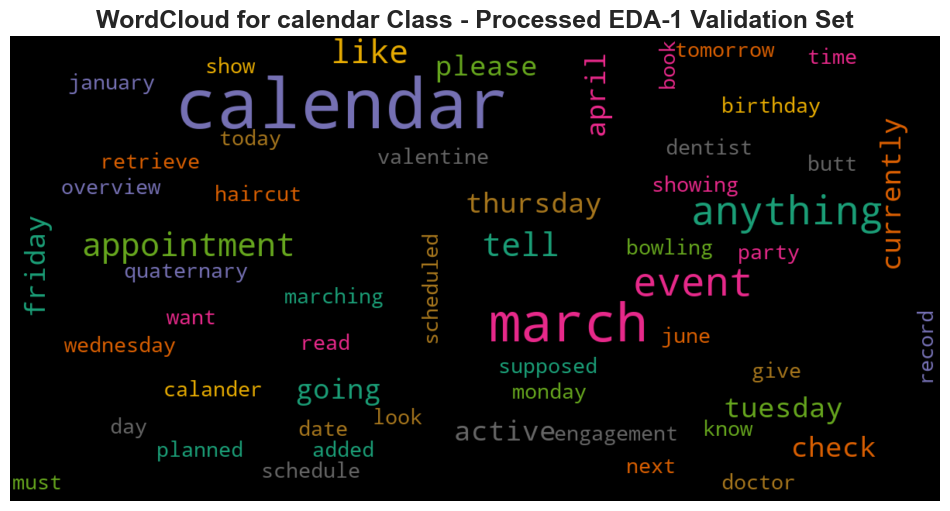 WordCloud for calendar Class - Processed EDA-1 Validation Set
like
tomorrow
time
show
please
book
january
calendar
april
birthday
today
currently
retrieve
valentine
dentist
butt
overview
haircut
showing
thursday
anything
friday
appointment
tell
bowling
party
quaternary
scheduled
event
marching
want
march
wednesday
read
june
record
supposed
give
calander
going
monday
tuesday
day
date
look
active
engagement
know
planned
added
check
schedule
next
must
doctor